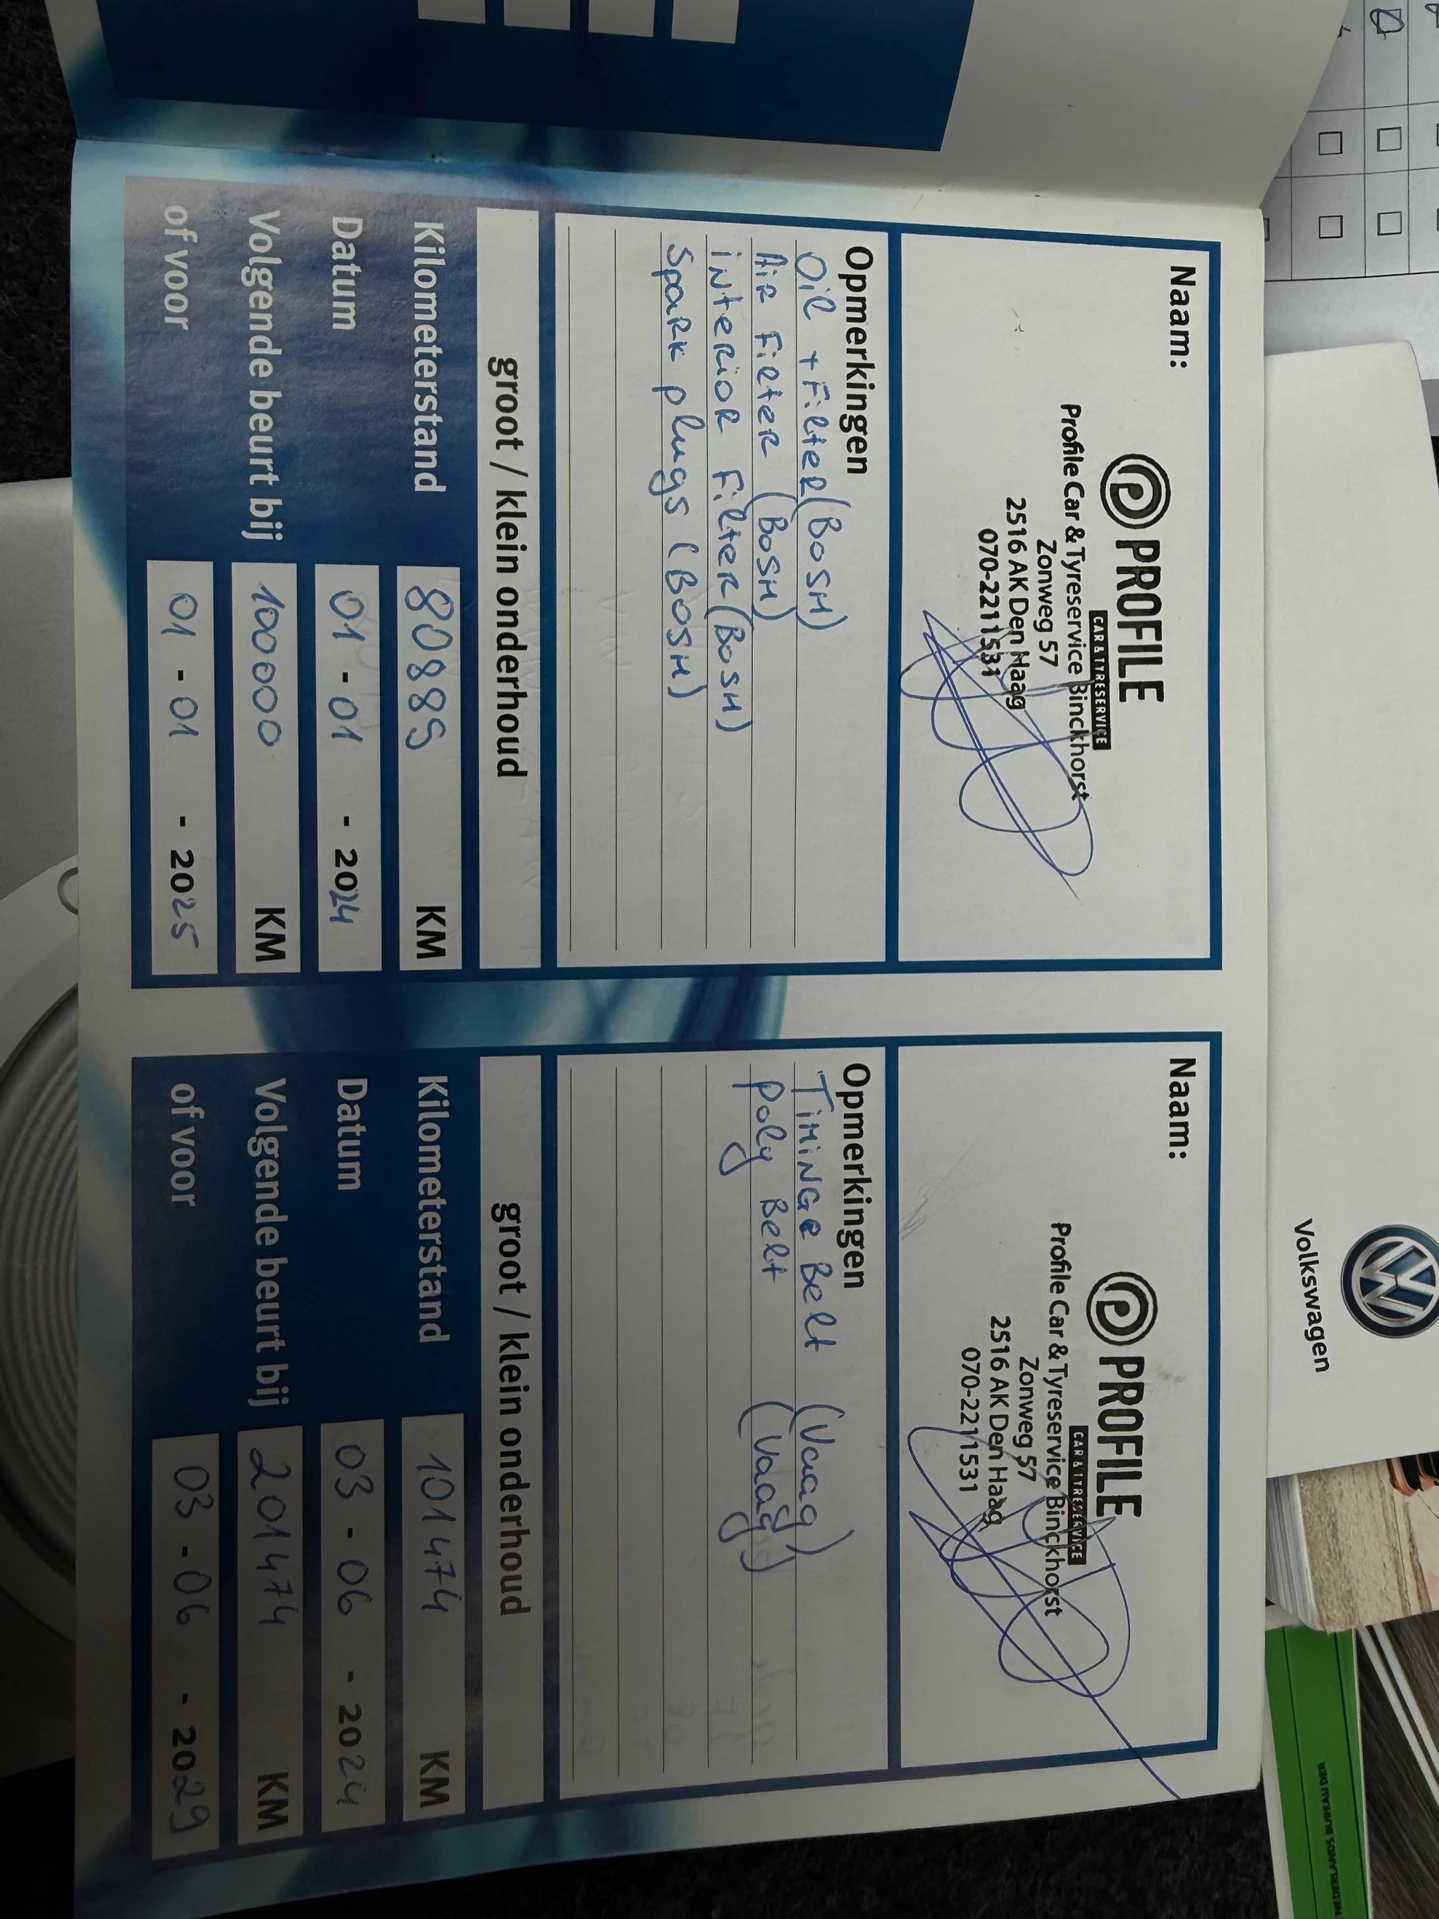 Naam:
PROFILE
CAR & TYRESERVICE
Profile Car & Tyreservice Binckhorst
Zonweg 57
2516 AK Den Haag
070-2211531
Opmerkingen
Oil + Filter (BOSH)
Air Filter (BOSH)
interior Filter (BOSH)
Spark plugs (BOSH)
groot / klein onderhoud
Kilometerstand 80889 KM
Datum 01 - 01 - 2024
Volgende beurt bij 100000 KM
of voor 01 - 01 - 2025
Naam:
PROFILE
CAR & TYRESERVICE
Profile Car & Tyreservice Binckhorst
Zonweg 57
2516 AK Den Haag
070-2211531
Opmerkingen
Timing Belt (Vaag)
Poly Belt (Vaag)
groot / klein onderhoud
Kilometerstand 101474 KM
Datum 03 - 06 - 2024
Volgende beurt bij 201474 KM
of voor 03 - 06 - 2029
Volkswagen